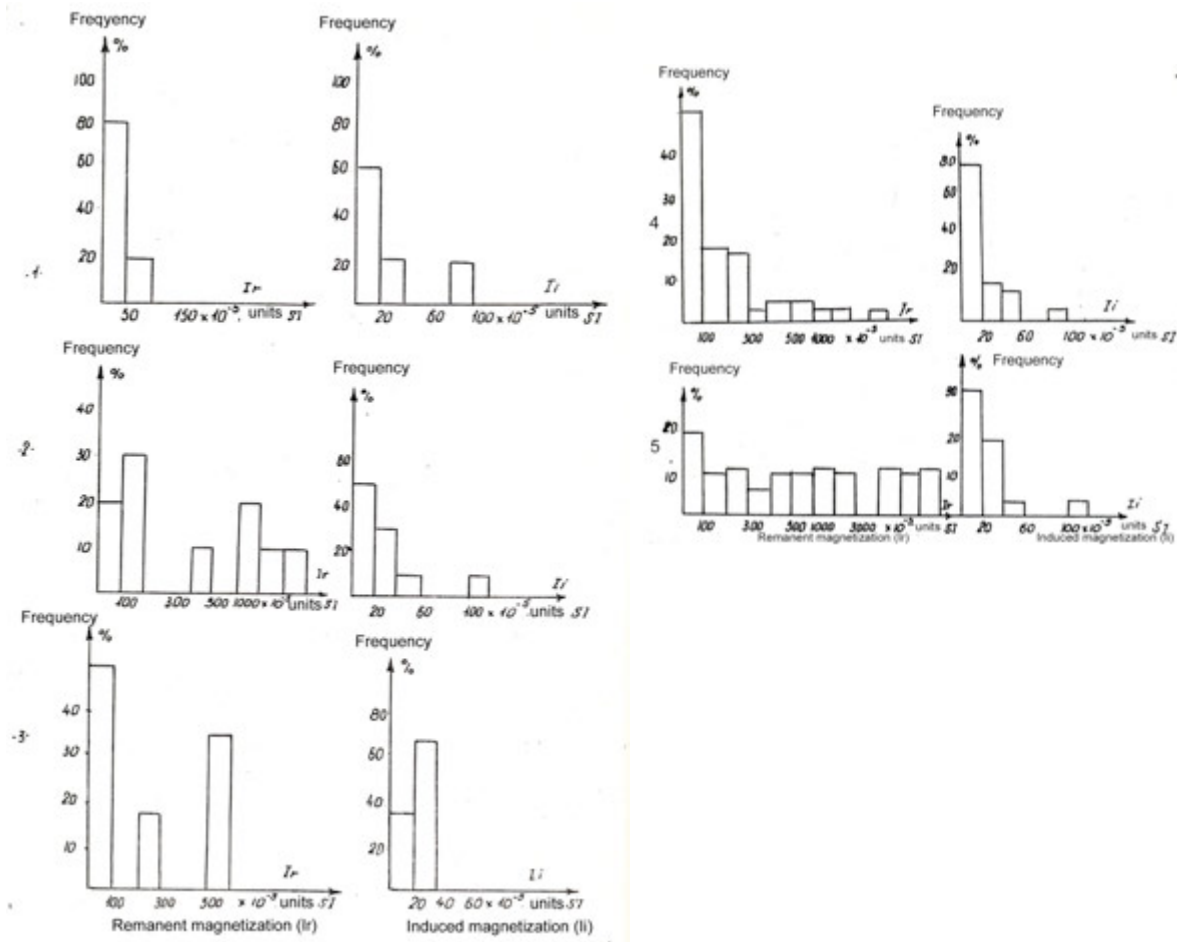 Freqyency
%
100
80
60
40
20
-1-
Ir
50 150 × 10⁻⁵. units SI
Frequency
%
100
80
60
40
20
Ii
20 60 100 × 10⁻⁵ units SI
Frequency
%
40
30
20
10
-2-
Ir
100 300 500 1000 × 10⁻⁵ units SI
Frequency
%
60
40
20
Ii
20 60 100 × 10⁻⁵. units SI
Frequency
%
40
30
20
10
-3-
Ir
100 300 500 × 10⁻⁵ units SI
Remanent magnetization (Ir)
Frequency
%
80
60
40
20
Ii
20 40 60 × 10⁻⁵ units SI
Induced magnetization (Ii)
Frequency
%
40
30
20
10
4
Ir
100 300 500 1000 × 10⁻⁵ units SI
Frequency
%
80
60
40
20
Ii
20 60 100 × 10⁻⁵ units SI
Frequency
%
20
10
5
Ir
100 300 500 1000 3000 × 10⁻⁵ units SI
Remanent magnetization (Ir)
% Frequency
30
20
10
Ii
20 60 100 × 10⁻⁵ units SI
Induced magnetization (Ii)